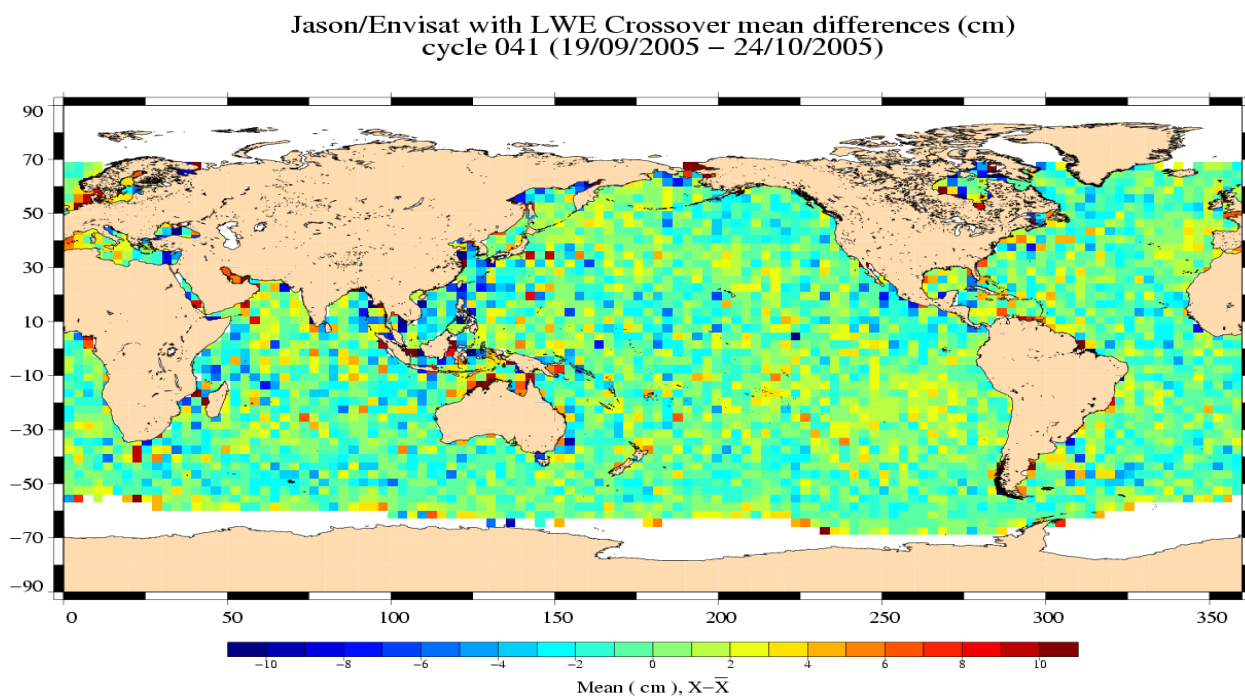 Jason/Envisat with LWE Crossover mean differences (cm)
cycle 041 (19/09/2005 − 24/10/2005)
90
70
50
30
10
−10
−30
−50
−70
−90
0 50 100 150 200 250 300 350
−10 −8 −6 −4 −2 0 2 4 6 8 10
Mean ( cm ), X−X̅